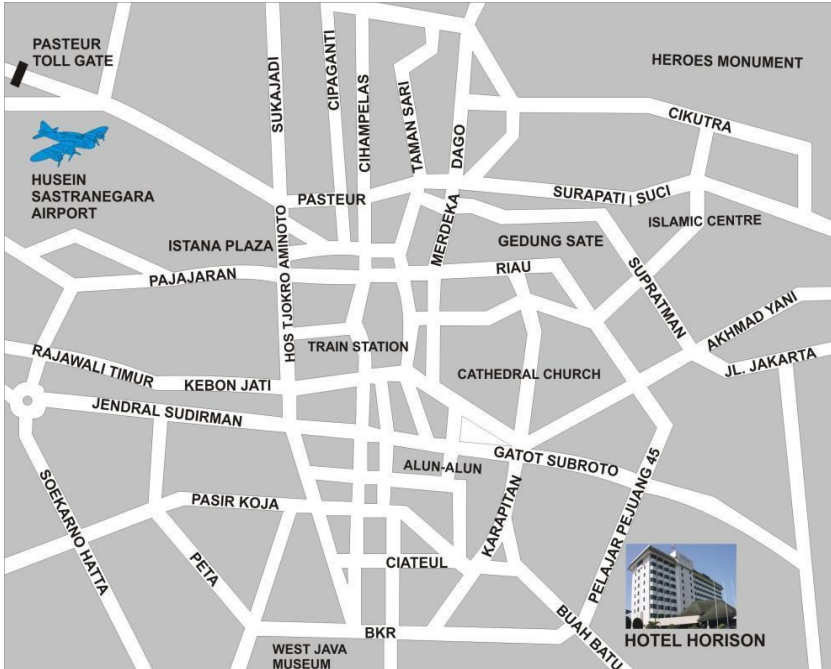 PASTEUR
TOLL GATE
HEROES MONUMENT
SUKAJADI
CIPAGANTI
CIHAMPELAS
TAMAN SARI
DAGO
CIKUTRA
HUSEIN
SASTRANEGARA
AIRPORT
PASTEUR
SURAPATI | SUCI
ISLAMIC CENTRE
ISTANA PLAZA
HOS TJOKRO AMINOTO
MERDEKA
GEDUNG SATE
SUPRATMAN
PAJAJARAN
RIAU
AKHMAD YANI
TRAIN STATION
RAJAWALI TIMUR
KEBON JATI
CATHEDRAL CHURCH
JL. JAKARTA
JENDRAL SUDIRMAN
GATOT SUBROTO
ALUN-ALUN
SOEKARNO HATTA
PASIR KOJA
KARAPITAN
PELAJAR PEJUANG 45
PETA
CIATEUL
BUAH BATU
HOTEL HORISON
BKR
WEST JAVA
MUSEUM